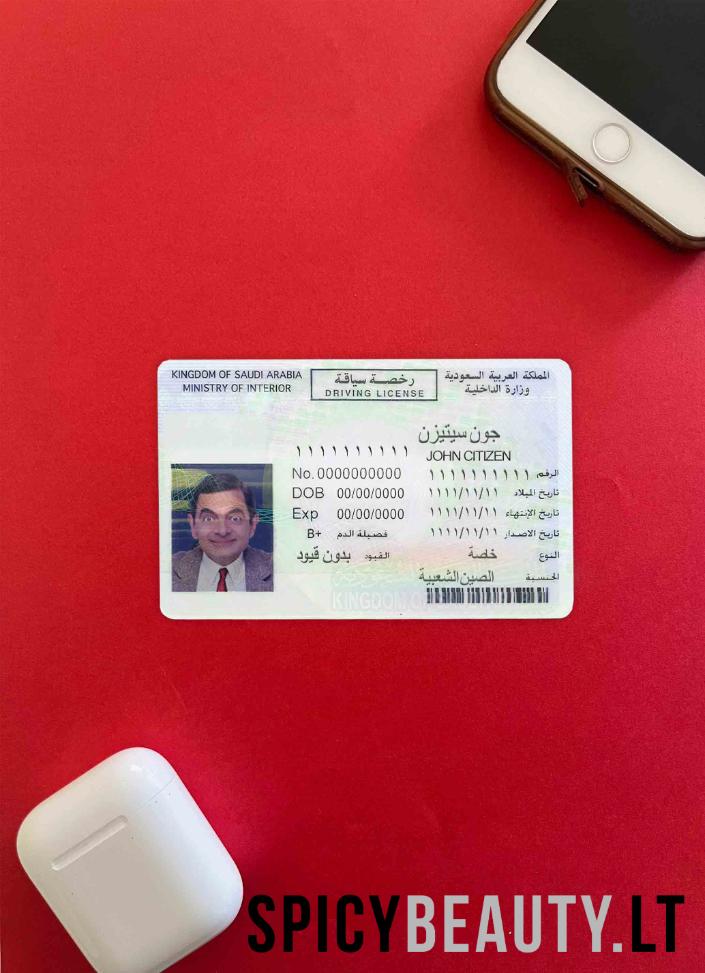 KINGDOM OF SAUDI ARABIA
MINISTRY OF INTERIOR
رخصة سياقة
DRIVING LICENSE
المملكة العربية السعودية
وزارة الداخلية
جون سيتيزن
JOHN CITIZEN
١١١١١١١١١١
No. 0000000000
الرقم ١١١١١١١١١١
DOB 00/00/0000
تاريخ الميلاد ١١١١/١١/١١
Exp 00/00/0000
تاريخ الإنتهاء ١١١١/١١/١١
فصيلة الدم B+
تاريخ الاصدار ١١١١/١١/١١
القيود بدون قيود
النوع خاصة
الجنسية الصين الشعبية
KINGDOM OF
SPICYBEAUTY.LT